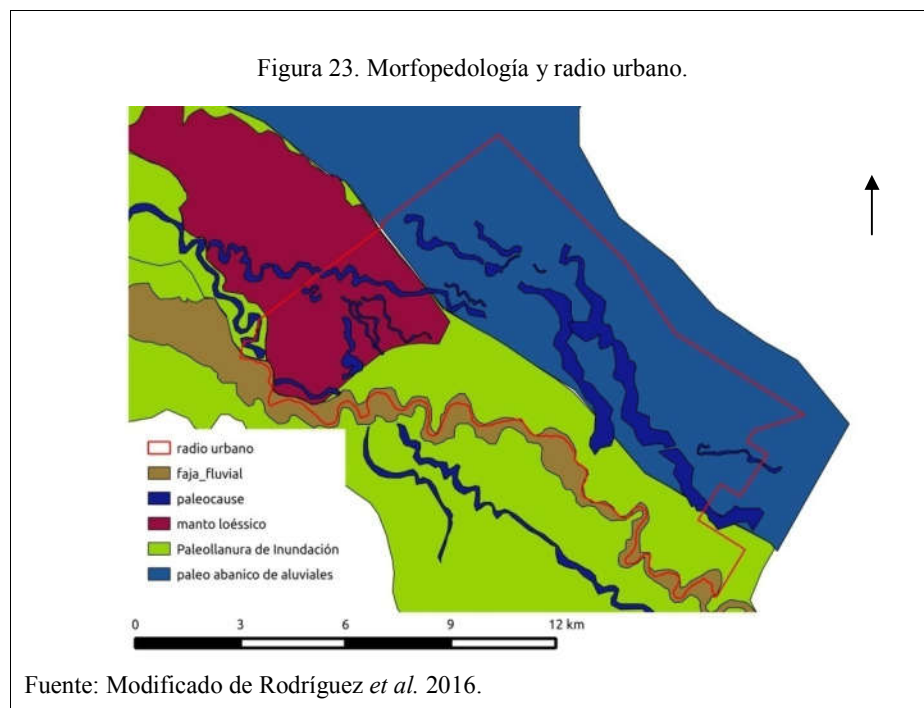 Figura 23. Morfopedología y radio urbano.
radio urbano
faja_fluvial
paleocause
manto loéssico
Paleollanura de Inundación
paleo abanico de aluviales
0 3 6 9 12 km
Fuente: Modificado de Rodríguez et al. 2016.